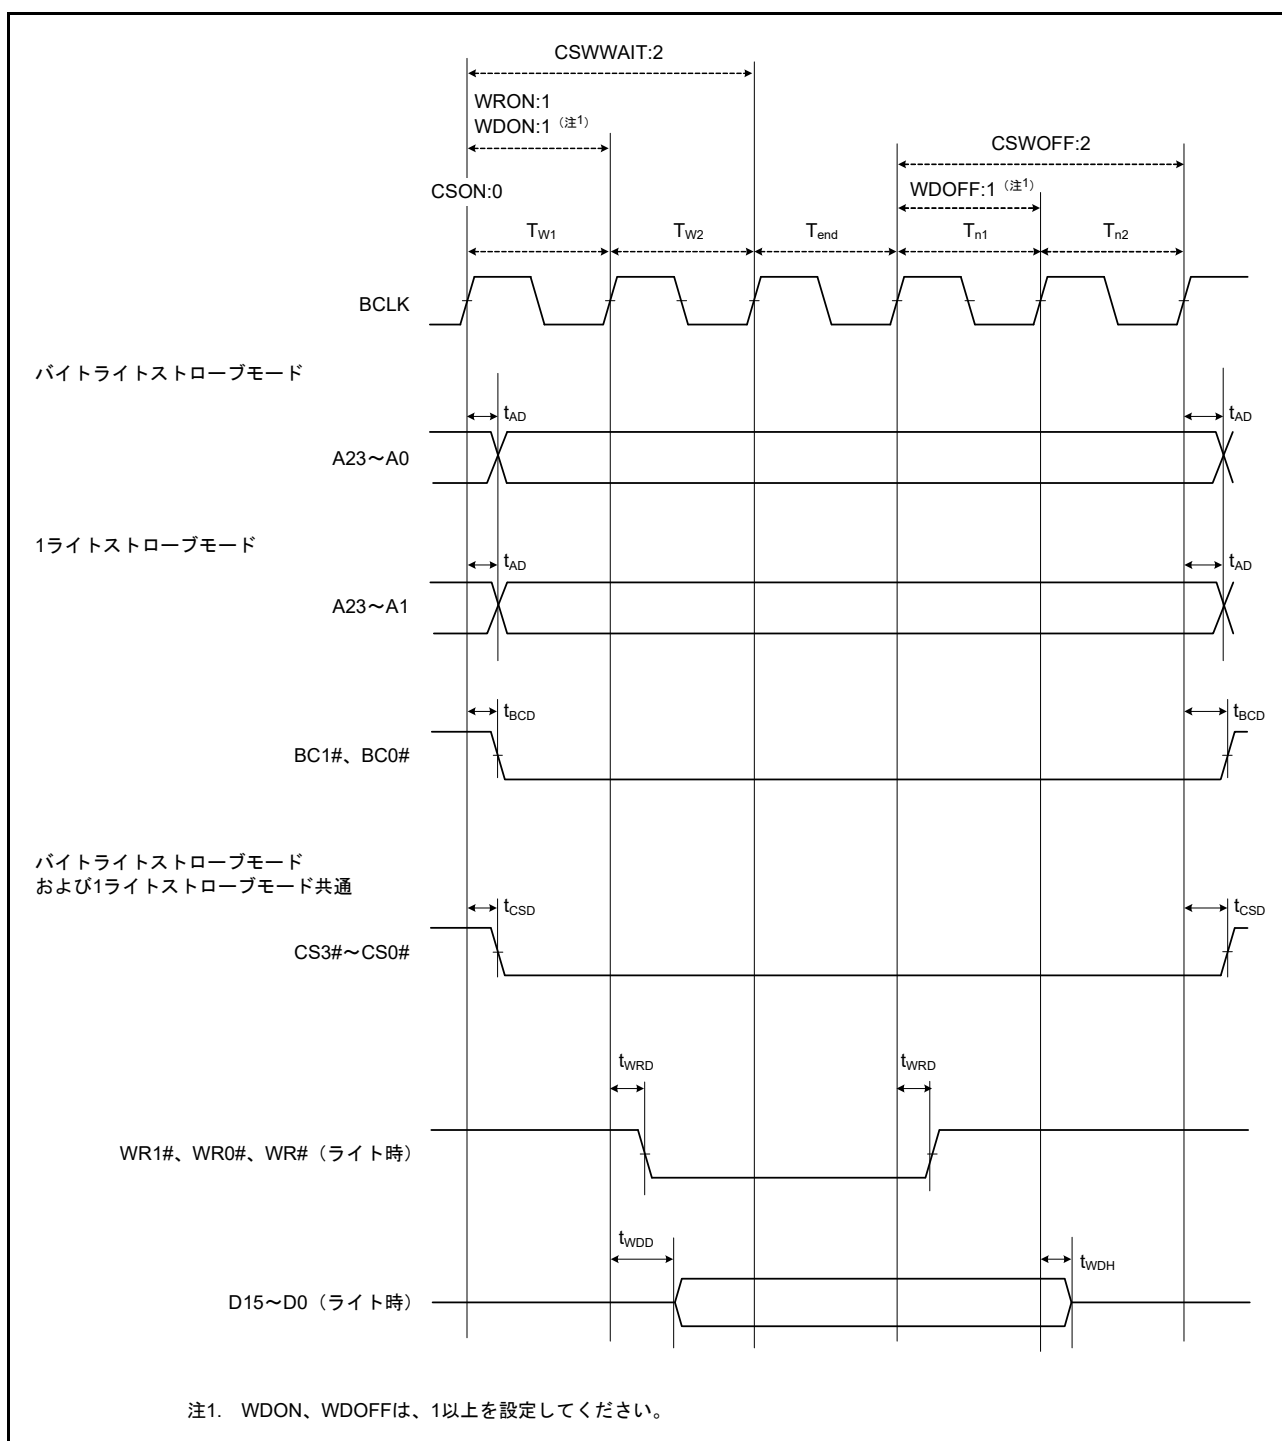 CSWWAIT:2
WRON:1
WDON:1（注1）
CSWOFF:2
WDOFF:1（注1）
CSON:0
TW1 TW2 Tend Tn1 Tn2
BCLK
バイトライトストローブモード
tAD tAD
A23～A0
1ライトストローブモード
tAD tAD
A23～A1
tBCD tBCD
BC1#、BC0#
バイトライトストローブモード
および1ライトストローブモード共通
tCSD tCSD
CS3#～CS0#
tWRD tWRD
WR1#、WR0#、WR#（ライト時）
tWDD tWDH
D15～D0（ライト時）
注1. WDON、WDOFFは、1以上を設定してください。